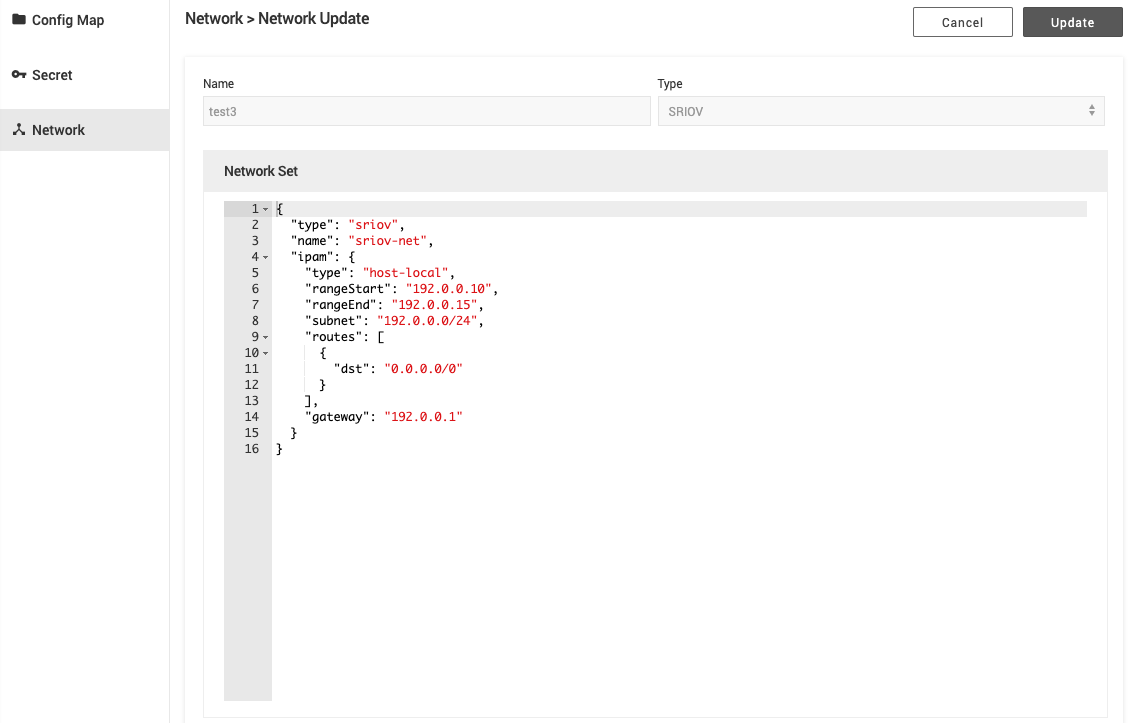 Config Map
Secret
Network
Network > Network Update
Cancel
Update
Name
Type
test3
SRIOV
Network Set
1 {
2 "type": "sriov",
3 "name": "sriov-net",
4 "ipam": {
5 "type": "host-local",
6 "rangeStart": "192.0.0.10",
7 "rangeEnd": "192.0.0.15",
8 "subnet": "192.0.0.0/24",
9 "routes": [
10 {
11 "dst": "0.0.0.0/0"
12 }
13 ],
14 "gateway": "192.0.0.1"
15 }
16 }